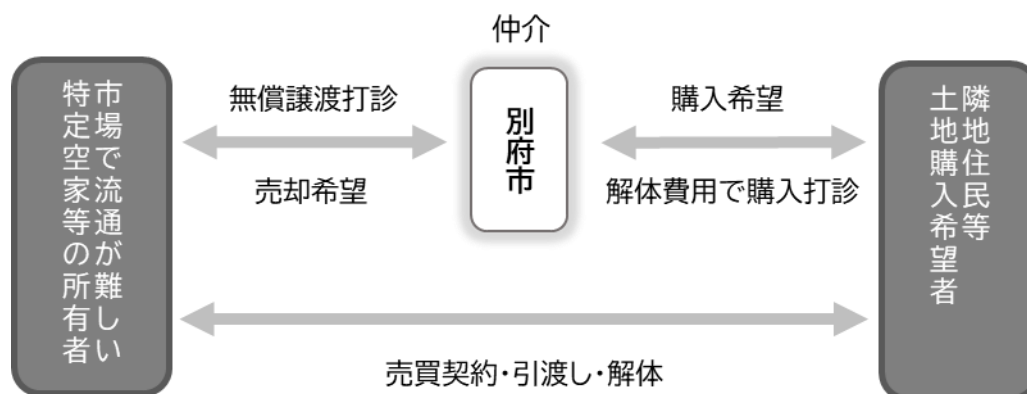 仲介
市場で流通が難しい
特定空家等の所有者
無償譲渡打診
売却希望
別府市
購入希望
解体費用で購入打診
隣地住民等
土地購入希望者
売買契約・引渡し・解体